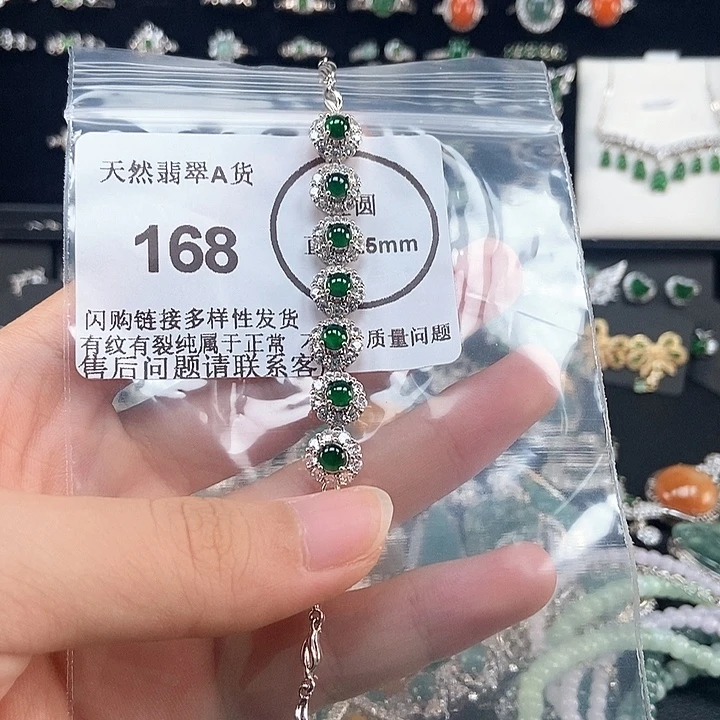 天然翡翠A货
168
圆
5mm
闪购链接多样性发货
有纹有裂纯属于正常 不 质量问题
售后问题请联系客